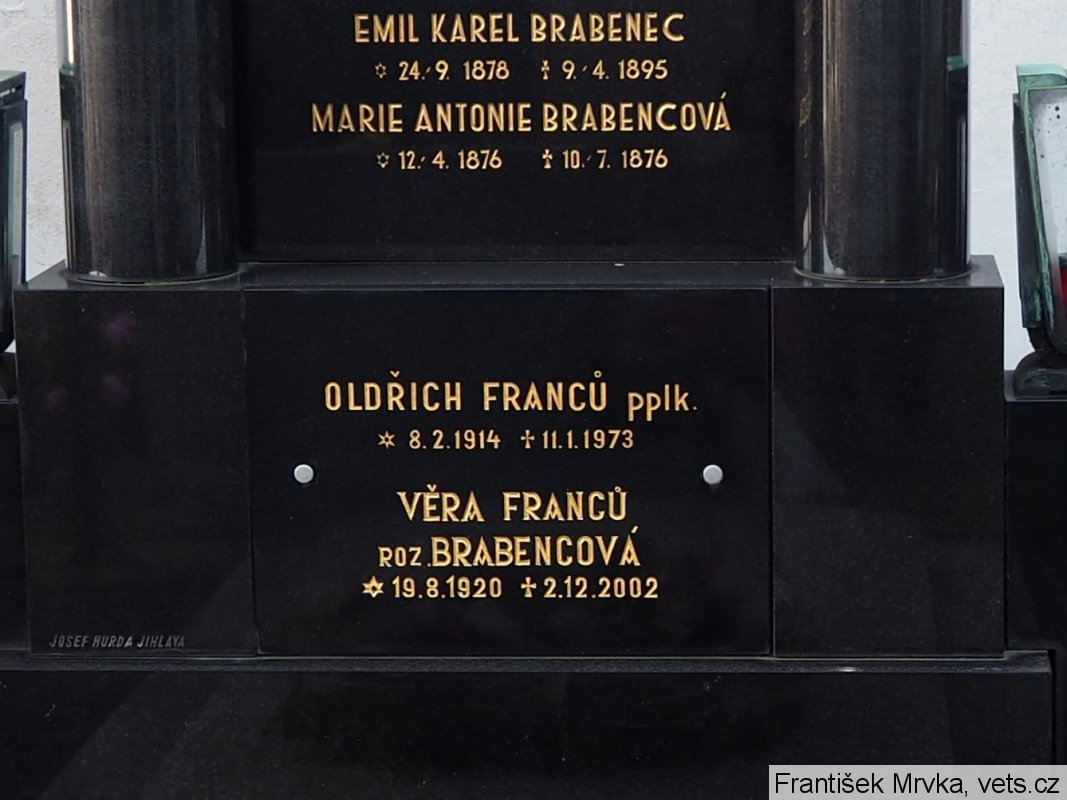 EMIL KAREL BRABENEC
✡ 24. 9. 1878 ✝ 9. 4. 1895
MARIE ANTONIE BRABENCOVÁ
✡ 12. 4. 1876 ✝ 10. 7. 1876
OLDŘICH FRANCŮ pplk.
✶ 8.2.1914 ✝ 11.1.1973
VĚRA FRANCŮ
ROZ. BRABENCOVÁ
✶ 19.8.1920 ✝ 2.12.2002
JOSEF HURDA JIHLAVA
František Mrvka, vets.cz